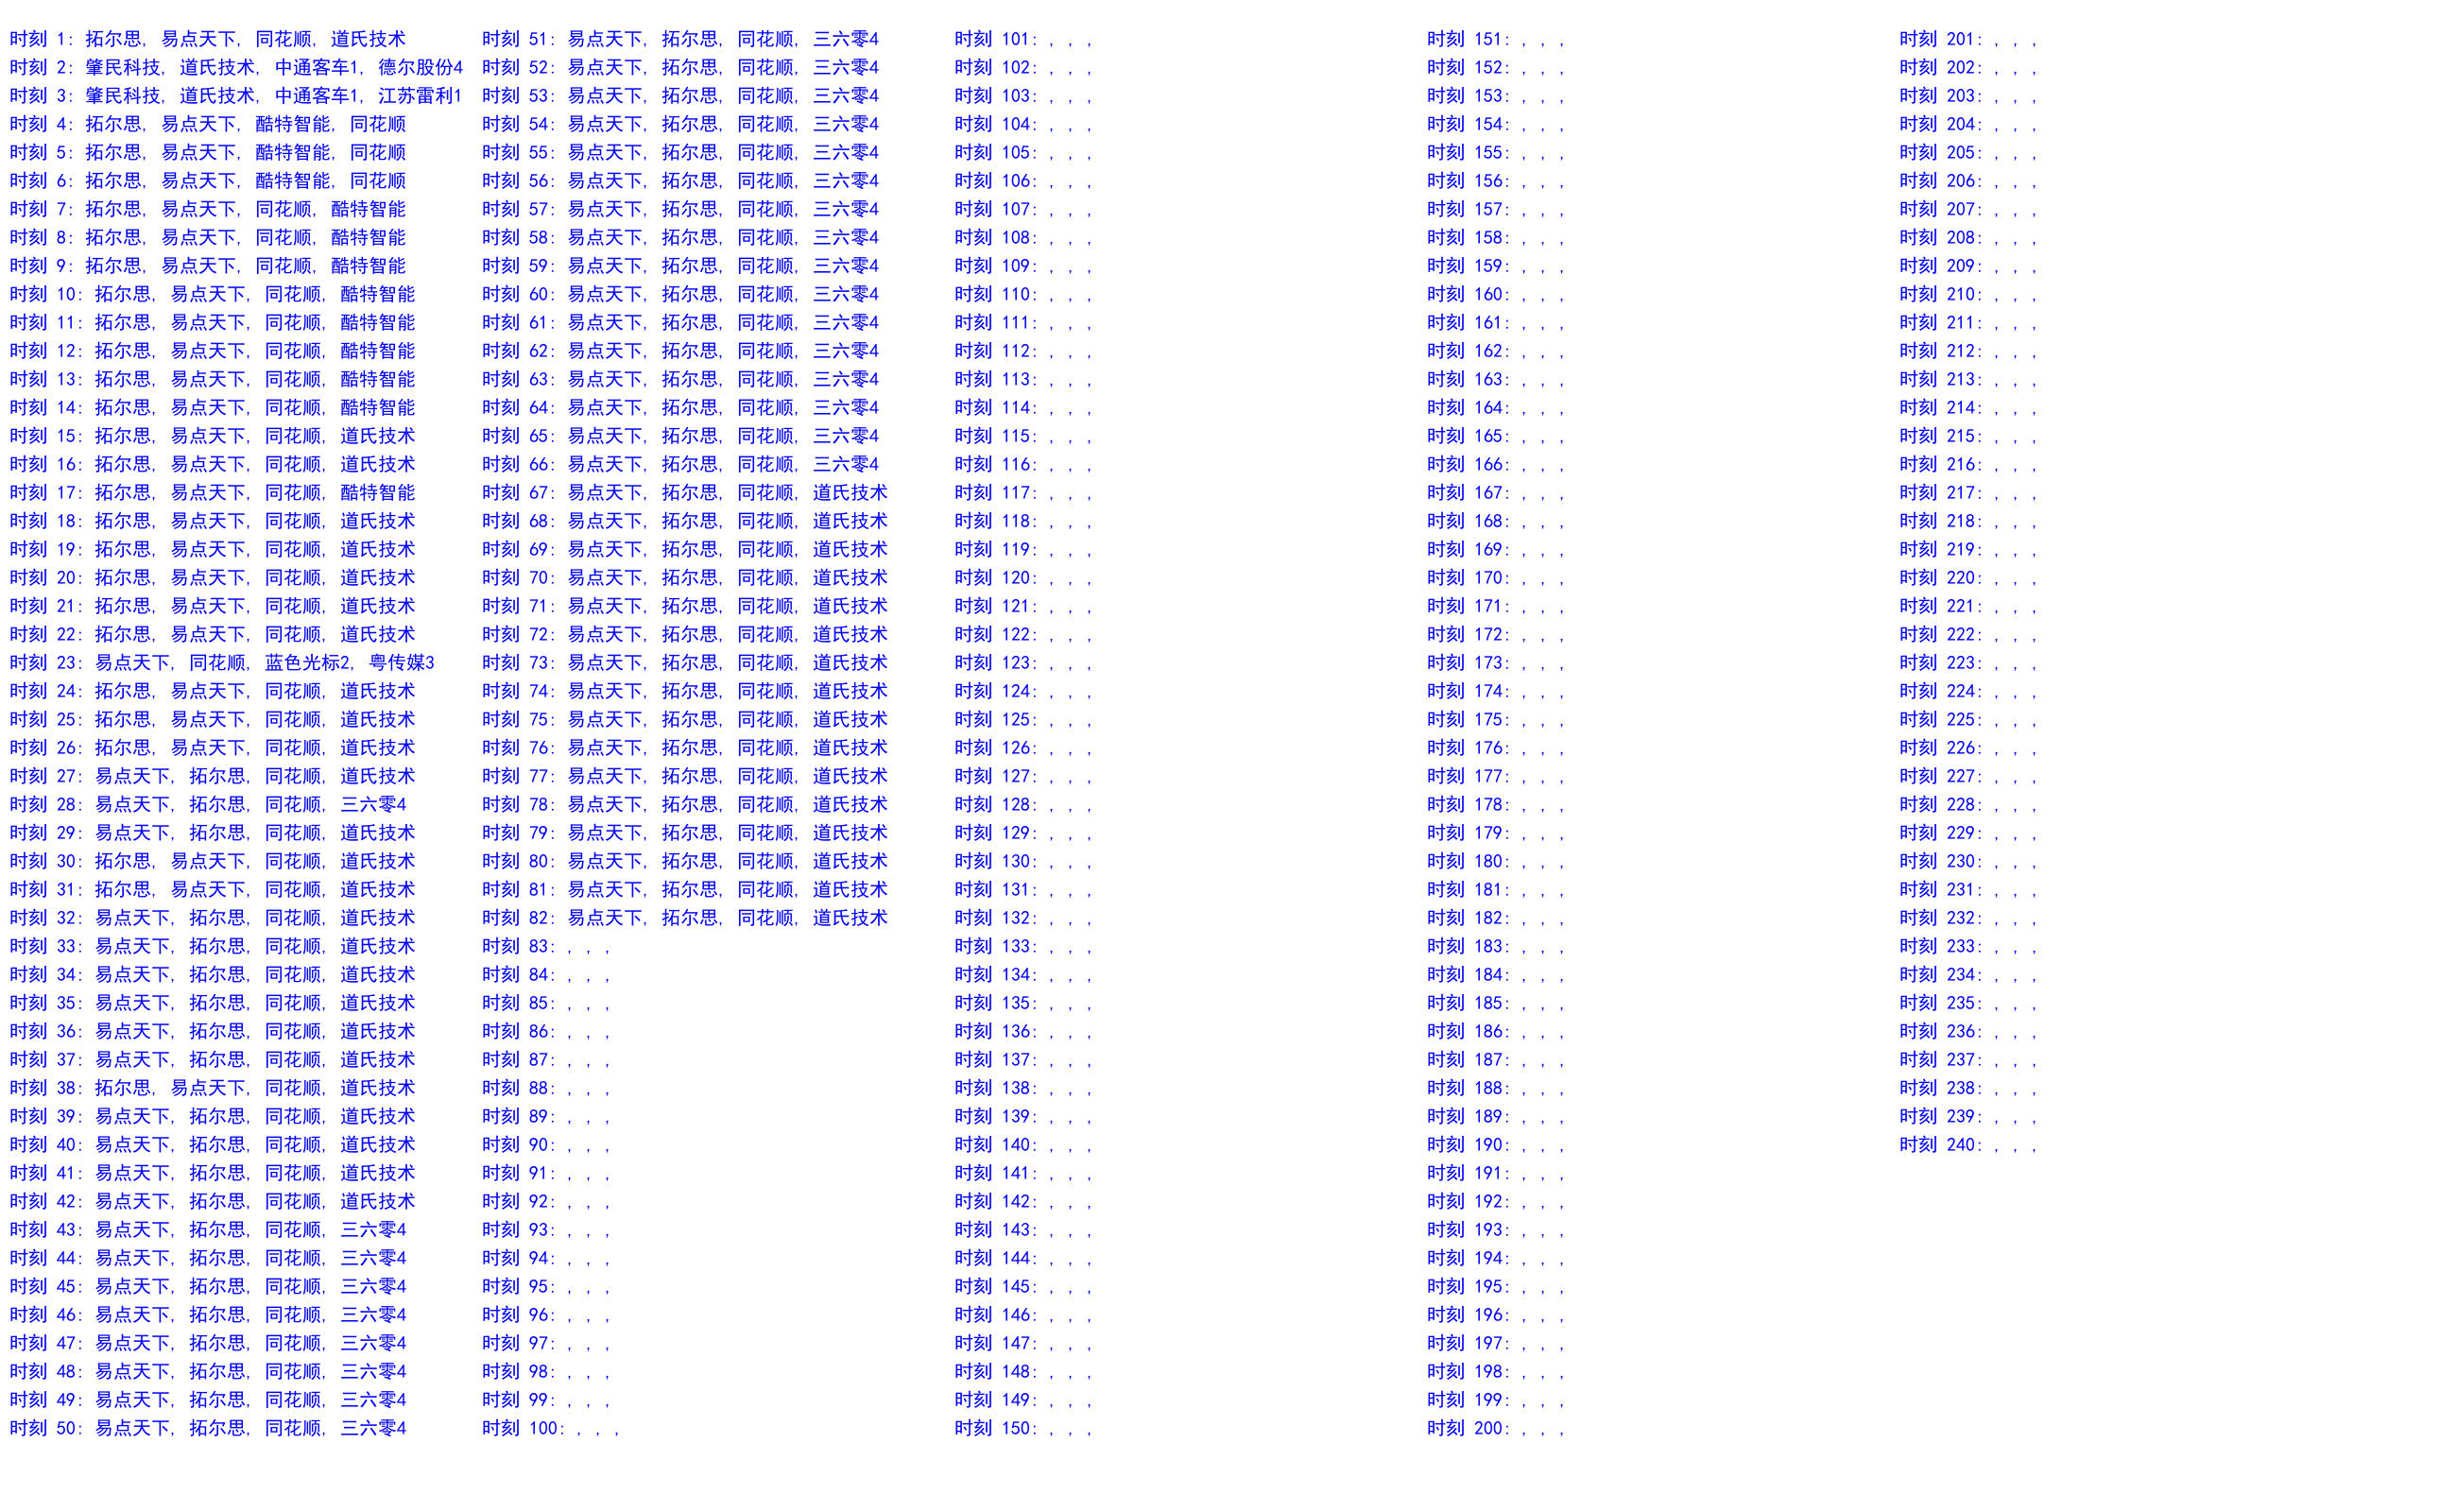 时刻 1: 拓尔思, 易点天下, 同花顺, 道氏技术
时刻 2: 肇民科技, 道氏技术, 中通客车1, 德尔股份4
时刻 3: 肇民科技, 道氏技术, 中通客车1, 江苏雷利1
时刻 4: 拓尔思, 易点天下, 酷特智能, 同花顺
时刻 5: 拓尔思, 易点天下, 酷特智能, 同花顺
时刻 6: 拓尔思, 易点天下, 酷特智能, 同花顺
时刻 7: 拓尔思, 易点天下, 同花顺, 酷特智能
时刻 8: 拓尔思, 易点天下, 同花顺, 酷特智能
时刻 9: 拓尔思, 易点天下, 同花顺, 酷特智能
时刻 10: 拓尔思, 易点天下, 同花顺, 酷特智能
时刻 11: 拓尔思, 易点天下, 同花顺, 酷特智能
时刻 12: 拓尔思, 易点天下, 同花顺, 酷特智能
时刻 13: 拓尔思, 易点天下, 同花顺, 酷特智能
时刻 14: 拓尔思, 易点天下, 同花顺, 酷特智能
时刻 15: 拓尔思, 易点天下, 同花顺, 道氏技术
时刻 16: 拓尔思, 易点天下, 同花顺, 道氏技术
时刻 17: 拓尔思, 易点天下, 同花顺, 酷特智能
时刻 18: 拓尔思, 易点天下, 同花顺, 道氏技术
时刻 19: 拓尔思, 易点天下, 同花顺, 道氏技术
时刻 20: 拓尔思, 易点天下, 同花顺, 道氏技术
时刻 21: 拓尔思, 易点天下, 同花顺, 道氏技术
时刻 22: 拓尔思, 易点天下, 同花顺, 道氏技术
时刻 23: 易点天下, 同花顺, 蓝色光标2, 粤传媒3
时刻 24: 拓尔思, 易点天下, 同花顺, 道氏技术
时刻 25: 拓尔思, 易点天下, 同花顺, 道氏技术
时刻 26: 拓尔思, 易点天下, 同花顺, 道氏技术
时刻 27: 易点天下, 拓尔思, 同花顺, 道氏技术
时刻 28: 易点天下, 拓尔思, 同花顺, 三六零4
时刻 29: 易点天下, 拓尔思, 同花顺, 道氏技术
时刻 30: 拓尔思, 易点天下, 同花顺, 道氏技术
时刻 31: 拓尔思, 易点天下, 同花顺, 道氏技术
时刻 32: 易点天下, 拓尔思, 同花顺, 道氏技术
时刻 33: 易点天下, 拓尔思, 同花顺, 道氏技术
时刻 34: 易点天下, 拓尔思, 同花顺, 道氏技术
时刻 35: 易点天下, 拓尔思, 同花顺, 道氏技术
时刻 36: 易点天下, 拓尔思, 同花顺, 道氏技术
时刻 37: 易点天下, 拓尔思, 同花顺, 道氏技术
时刻 38: 拓尔思, 易点天下, 同花顺, 道氏技术
时刻 39: 易点天下, 拓尔思, 同花顺, 道氏技术
时刻 40: 易点天下, 拓尔思, 同花顺, 道氏技术
时刻 41: 易点天下, 拓尔思, 同花顺, 道氏技术
时刻 42: 易点天下, 拓尔思, 同花顺, 道氏技术
时刻 43: 易点天下, 拓尔思, 同花顺, 三六零4
时刻 44: 易点天下, 拓尔思, 同花顺, 三六零4
时刻 45: 易点天下, 拓尔思, 同花顺, 三六零4
时刻 46: 易点天下, 拓尔思, 同花顺, 三六零4
时刻 47: 易点天下, 拓尔思, 同花顺, 三六零4
时刻 48: 易点天下, 拓尔思, 同花顺, 三六零4
时刻 49: 易点天下, 拓尔思, 同花顺, 三六零4
时刻 50: 易点天下, 拓尔思, 同花顺, 三六零4
时刻 51: 易点天下, 拓尔思, 同花顺, 三六零4
时刻 52: 易点天下, 拓尔思, 同花顺, 三六零4
时刻 53: 易点天下, 拓尔思, 同花顺, 三六零4
时刻 54: 易点天下, 拓尔思, 同花顺, 三六零4
时刻 55: 易点天下, 拓尔思, 同花顺, 三六零4
时刻 56: 易点天下, 拓尔思, 同花顺, 三六零4
时刻 57: 易点天下, 拓尔思, 同花顺, 三六零4
时刻 58: 易点天下, 拓尔思, 同花顺, 三六零4
时刻 59: 易点天下, 拓尔思, 同花顺, 三六零4
时刻 60: 易点天下, 拓尔思, 同花顺, 三六零4
时刻 61: 易点天下, 拓尔思, 同花顺, 三六零4
时刻 62: 易点天下, 拓尔思, 同花顺, 三六零4
时刻 63: 易点天下, 拓尔思, 同花顺, 三六零4
时刻 64: 易点天下, 拓尔思, 同花顺, 三六零4
时刻 65: 易点天下, 拓尔思, 同花顺, 三六零4
时刻 66: 易点天下, 拓尔思, 同花顺, 三六零4
时刻 67: 易点天下, 拓尔思, 同花顺, 道氏技术
时刻 68: 易点天下, 拓尔思, 同花顺, 道氏技术
时刻 69: 易点天下, 拓尔思, 同花顺, 道氏技术
时刻 70: 易点天下, 拓尔思, 同花顺, 道氏技术
时刻 71: 易点天下, 拓尔思, 同花顺, 道氏技术
时刻 72: 易点天下, 拓尔思, 同花顺, 道氏技术
时刻 73: 易点天下, 拓尔思, 同花顺, 道氏技术
时刻 74: 易点天下, 拓尔思, 同花顺, 道氏技术
时刻 75: 易点天下, 拓尔思, 同花顺, 道氏技术
时刻 76: 易点天下, 拓尔思, 同花顺, 道氏技术
时刻 77: 易点天下, 拓尔思, 同花顺, 道氏技术
时刻 78: 易点天下, 拓尔思, 同花顺, 道氏技术
时刻 79: 易点天下, 拓尔思, 同花顺, 道氏技术
时刻 80: 易点天下, 拓尔思, 同花顺, 道氏技术
时刻 81: 易点天下, 拓尔思, 同花顺, 道氏技术
时刻 82: 易点天下, 拓尔思, 同花顺, 道氏技术
时刻 83: , , ,
时刻 84: , , ,
时刻 85: , , ,
时刻 86: , , ,
时刻 87: , , ,
时刻 88: , , ,
时刻 89: , , ,
时刻 90: , , ,
时刻 91: , , ,
时刻 92: , , ,
时刻 93: , , ,
时刻 94: , , ,
时刻 95: , , ,
时刻 96: , , ,
时刻 97: , , ,
时刻 98: , , ,
时刻 99: , , ,
时刻 100: , , ,
时刻 101: , , ,
时刻 102: , , ,
时刻 103: , , ,
时刻 104: , , ,
时刻 105: , , ,
时刻 106: , , ,
时刻 107: , , ,
时刻 108: , , ,
时刻 109: , , ,
时刻 110: , , ,
时刻 111: , , ,
时刻 112: , , ,
时刻 113: , , ,
时刻 114: , , ,
时刻 115: , , ,
时刻 116: , , ,
时刻 117: , , ,
时刻 118: , , ,
时刻 119: , , ,
时刻 120: , , ,
时刻 121: , , ,
时刻 122: , , ,
时刻 123: , , ,
时刻 124: , , ,
时刻 125: , , ,
时刻 126: , , ,
时刻 127: , , ,
时刻 128: , , ,
时刻 129: , , ,
时刻 130: , , ,
时刻 131: , , ,
时刻 132: , , ,
时刻 133: , , ,
时刻 134: , , ,
时刻 135: , , ,
时刻 136: , , ,
时刻 137: , , ,
时刻 138: , , ,
时刻 139: , , ,
时刻 140: , , ,
时刻 141: , , ,
时刻 142: , , ,
时刻 143: , , ,
时刻 144: , , ,
时刻 145: , , ,
时刻 146: , , ,
时刻 147: , , ,
时刻 148: , , ,
时刻 149: , , ,
时刻 150: , , ,
时刻 151: , , ,
时刻 152: , , ,
时刻 153: , , ,
时刻 154: , , ,
时刻 155: , , ,
时刻 156: , , ,
时刻 157: , , ,
时刻 158: , , ,
时刻 159: , , ,
时刻 160: , , ,
时刻 161: , , ,
时刻 162: , , ,
时刻 163: , , ,
时刻 164: , , ,
时刻 165: , , ,
时刻 166: , , ,
时刻 167: , , ,
时刻 168: , , ,
时刻 169: , , ,
时刻 170: , , ,
时刻 171: , , ,
时刻 172: , , ,
时刻 173: , , ,
时刻 174: , , ,
时刻 175: , , ,
时刻 176: , , ,
时刻 177: , , ,
时刻 178: , , ,
时刻 179: , , ,
时刻 180: , , ,
时刻 181: , , ,
时刻 182: , , ,
时刻 183: , , ,
时刻 184: , , ,
时刻 185: , , ,
时刻 186: , , ,
时刻 187: , , ,
时刻 188: , , ,
时刻 189: , , ,
时刻 190: , , ,
时刻 191: , , ,
时刻 192: , , ,
时刻 193: , , ,
时刻 194: , , ,
时刻 195: , , ,
时刻 196: , , ,
时刻 197: , , ,
时刻 198: , , ,
时刻 199: , , ,
时刻 200: , , ,
时刻 201: , , ,
时刻 202: , , ,
时刻 203: , , ,
时刻 204: , , ,
时刻 205: , , ,
时刻 206: , , ,
时刻 207: , , ,
时刻 208: , , ,
时刻 209: , , ,
时刻 210: , , ,
时刻 211: , , ,
时刻 212: , , ,
时刻 213: , , ,
时刻 214: , , ,
时刻 215: , , ,
时刻 216: , , ,
时刻 217: , , ,
时刻 218: , , ,
时刻 219: , , ,
时刻 220: , , ,
时刻 221: , , ,
时刻 222: , , ,
时刻 223: , , ,
时刻 224: , , ,
时刻 225: , , ,
时刻 226: , , ,
时刻 227: , , ,
时刻 228: , , ,
时刻 229: , , ,
时刻 230: , , ,
时刻 231: , , ,
时刻 232: , , ,
时刻 233: , , ,
时刻 234: , , ,
时刻 235: , , ,
时刻 236: , , ,
时刻 237: , , ,
时刻 238: , , ,
时刻 239: , , ,
时刻 240: , , ,